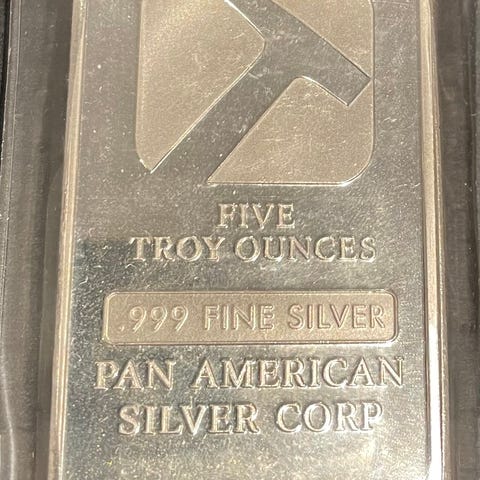 FIVE
TROY OUNCES
.999 FINE SILVER
PAN AMERICAN
SILVER CORP